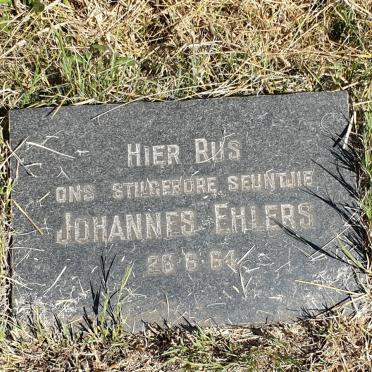 HIER RUS
ONS STILGEBORE SEUNTJIE
JOHANNES EHLERS
26·6·64